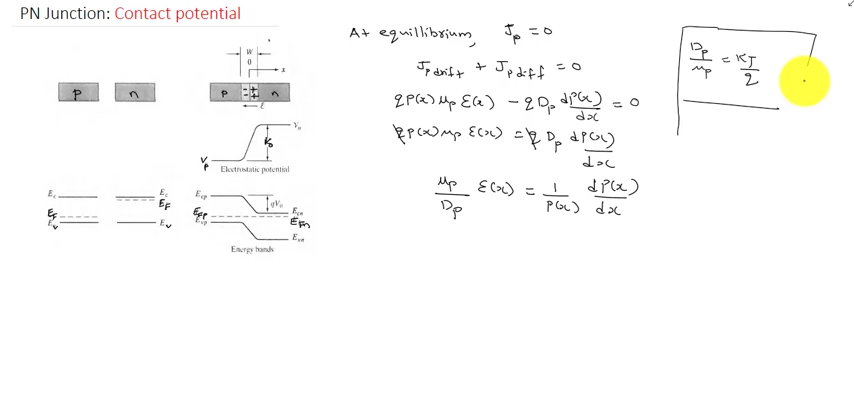 PN Junction: Contact potential
W
0
x
p n
p - - + + n
ℰ
V_n
V_0
V_p
Electrostatic potential
E_c E_c
E_F
E_F
E_v E_v
E_cp
qV_0
E_cn
E_Fp
E_Fn
E_vp
E_vn
Energy bands
At equillibrium, J_p = 0
J_p drift + J_p diff = 0
q p(x) μ_p ℰ(x) - q D_p dp(x)/dx = 0
q p(x) μ_p ℰ(x) = q D_p dp(x)/dx
μ_p/D_p ℰ(x) = 1/p(x) dp(x)/dx
D_p/μ_p = KT/q